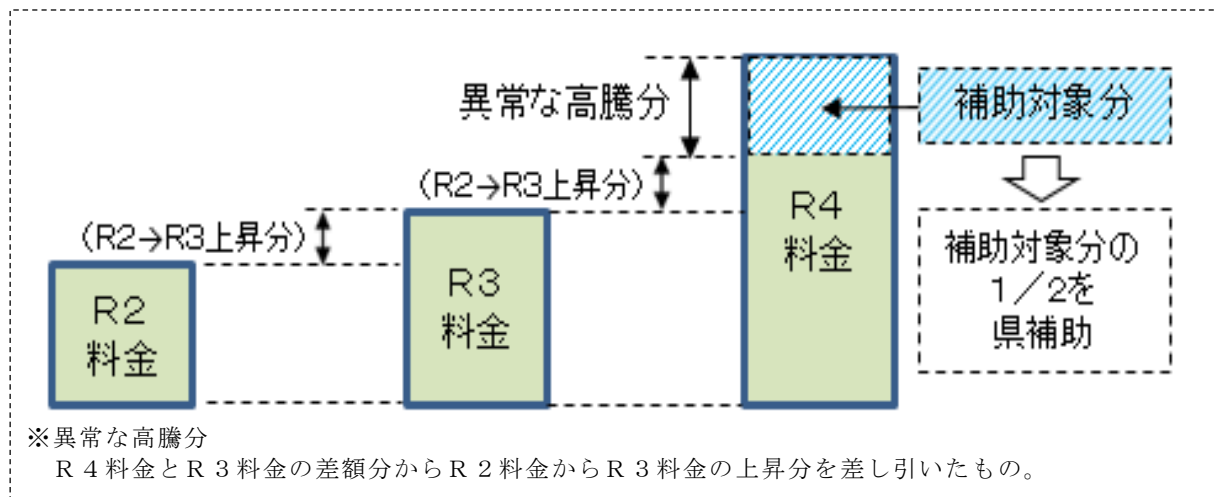 異常な高騰分
補助対象分
(R2→R3上昇分)
(R2→R3上昇分)
R2
料金
R3
料金
R4
料金
補助対象分の
1/2を
県補助
※異常な高騰分
R4料金とR3料金の差額分からR2料金からR3料金の上昇分を差し引いたもの。